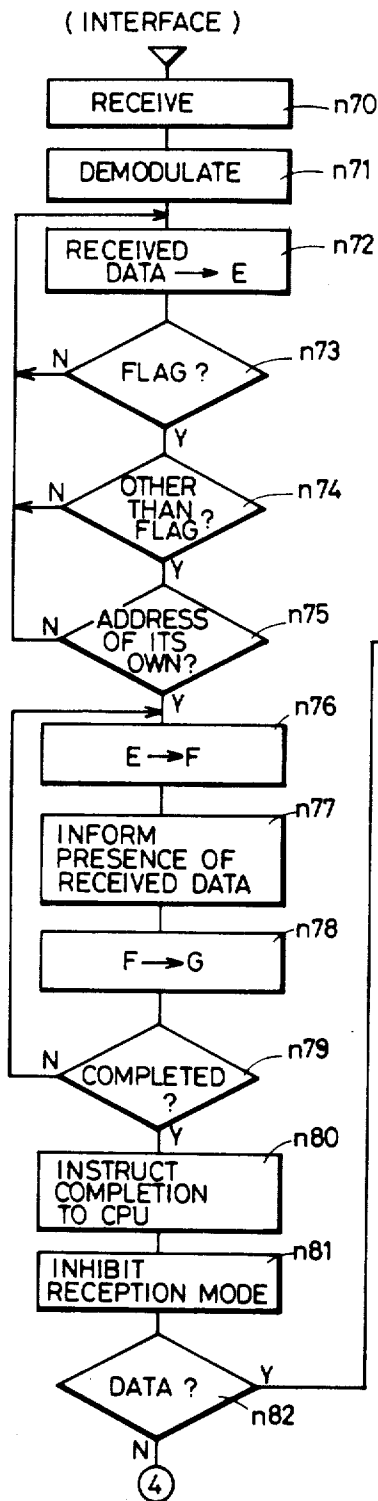 (INTERFACE)
RECEIVE
n70
DEMODULATE
n71
RECEIVED
DATA → E
n72
FLAG ?
n73
N
Y
OTHER
THAN
FLAG ?
n74
N
Y
ADDRESS
OF ITS
OWN?
n75
N
Y
n76
E → F
n77
INFORM
PRESENCE OF
RECEIVED DATA
n78
F → G
n79
N
COMPLETED
?
Y
n80
INSTRUCT
COMPLETION
TO CPU
n81
INHIBIT
RECEPTION MODE
DATA ?
Y
n82
N
4